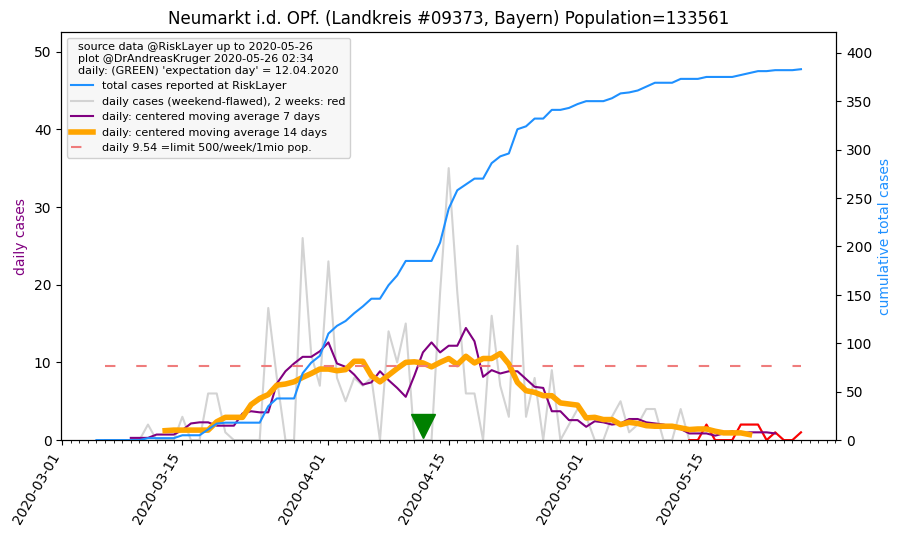 Neumarkt i.d. OPf. (Landkreis #09373, Bayern) Population=133561
source data @RiskLayer up to 2020-05-26
plot @DrAndreasKruger 2020-05-26 02:34
daily: (GREEN) 'expectation day' = 12.04.2020
total cases reported at RiskLayer
daily cases (weekend-flawed), 2 weeks: red
daily: centered moving average 7 days
daily: centered moving average 14 days
daily 9.54 =limit 500/week/1mio pop.
daily cases
50
40
30
20
10
0
400
350
300
250
200
150
100
50
0
cumulative total cases
2020-03-01
2020-03-15
2020-04-01
2020-04-15
2020-05-01
2020-05-15